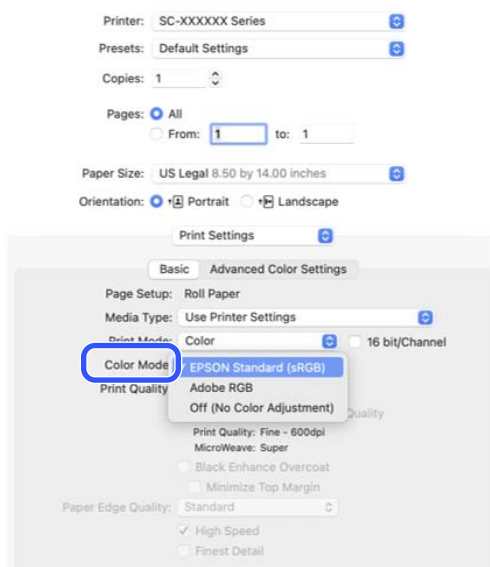 Printer: SC-XXXXXX Series
Presets: Default Settings
Copies: 1
Pages: All
From: 1 to: 1
Paper Size: US Legal 8.50 by 14.00 inches
Orientation: Portrait Landscape
Print Settings
Basic Advanced Color Settings
Page Setup: Roll Paper
Media Type: Use Printer Settings
Print Mode: Color 16 bit/Channel
Color Mode ✓ EPSON Standard (sRGB)
Print Quality Adobe RGB
Off (No Color Adjustment)
Quality
Print Quality: Fine - 600dpi
MicroWeave: Super
Black Enhance Overcoat
Minimize Top Margin
Paper Edge Quality: Standard
High Speed
Finest Detail